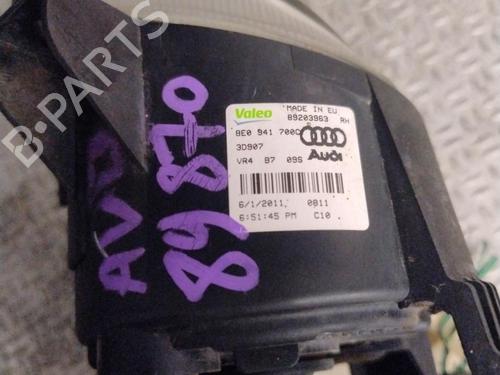 Valeo MADE IN EU
89203963 RH
8E0 941 700C
3D907 Audi
VR4 B7 09S
6/1/2011, 0811
6:51:45 PM C10
AVD
89 870
B-PARTS